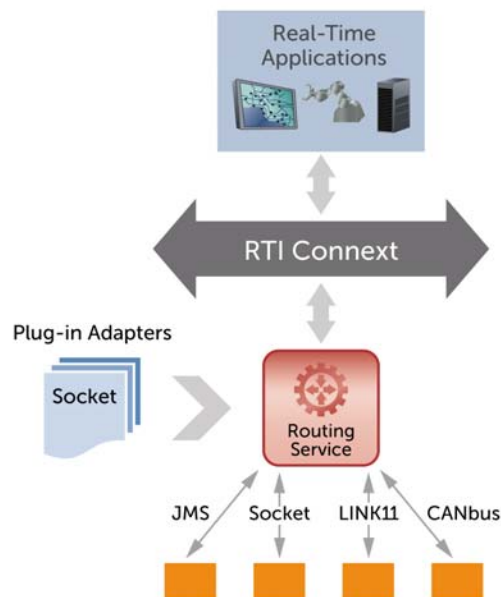 Real-Time
Applications
RTI Connext
Plug-in Adapters
Socket
Routing
Service
JMS
Socket
LINK11
CANbus